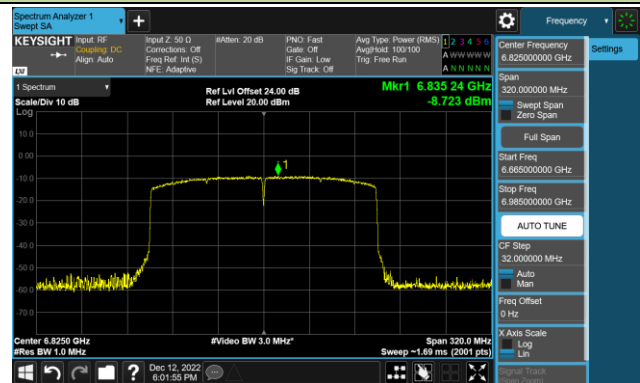 Spectrum Analyzer 1
Swept SA
Frequency
KEYSIGHT
Input: RF
Coupling: DC
Align: Auto
Input Z: 50 Ω
Corrections: Off
Freq Ref: Int (S)
NFE: Adaptive
#Atten: 20 dB
PNO: Fast
Gate: Off
IF Gain: Low
Sig Track: Off
Avg Type: Power (RMS)
Avg|Hold: 100/100
Trig: Free Run
1 2 3 4 5 6
A W W W W W
A N N N N N
LXI
Center Frequency
6.825000000 GHz
Settings
Span
320.000000 MHz
Swept Span
Zero Span
Full Span
Start Freq
6.665000000 GHz
Stop Freq
6.985000000 GHz
AUTO TUNE
CF Step
32.000000 MHz
Auto
Man
Freq Offset
0 Hz
X Axis Scale
Log
Lin
Signal Track
(Span Zoom)
1 Spectrum
Scale/Div 10 dB
Ref Lvl Offset 24.00 dB
Ref Level 20.00 dBm
Mkr1 6.835 24 GHz
-8.723 dBm
Log
10.0
0.00
-10.0
-20.0
-30.0
-40.0
-50.0
-60.0
-70.0
1
Center 6.8250 GHz
#Res BW 1.0 MHz
#Video BW 3.0 MHz*
Span 320.0 MHz
Sweep ~1.69 ms (2001 pts)
?
Dec 12, 2022
6:01:55 PM